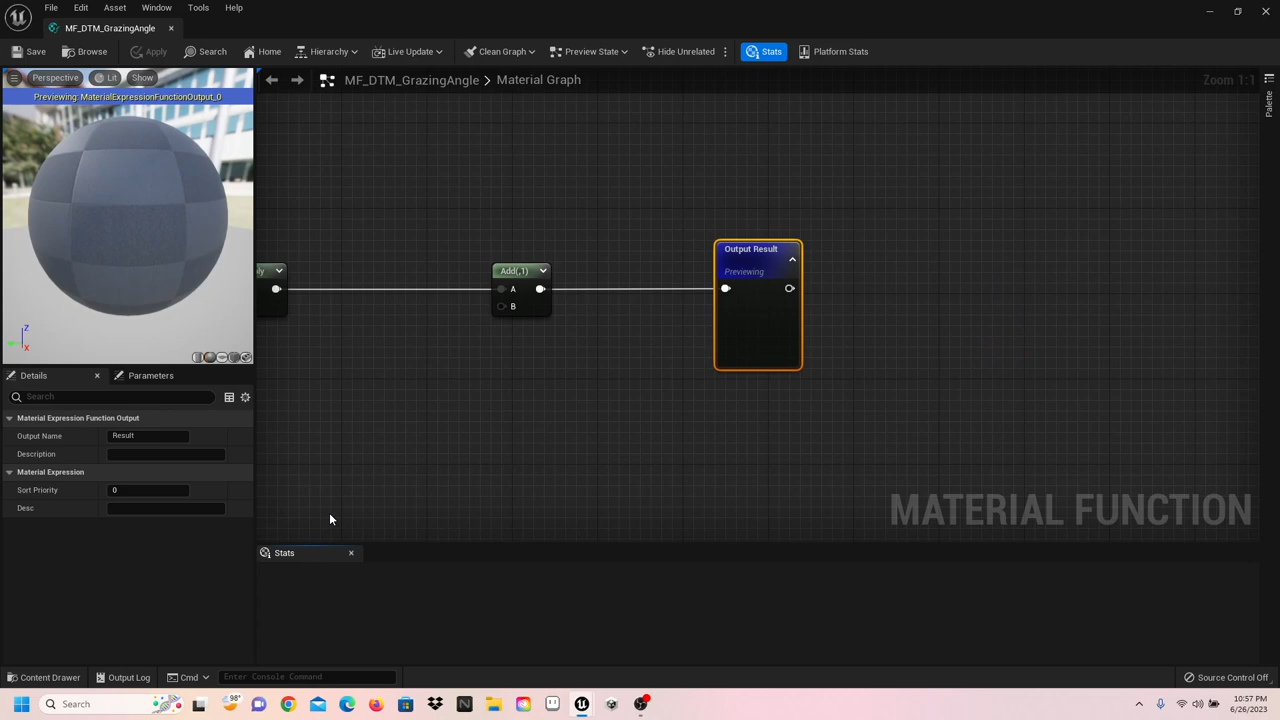 File Edit Asset Window Tools Help
MF_DTM_GrazingAngle
Save Browse Apply Search Home Hierarchy Live Update Clean Graph Preview State Hide Unrelated Stats Platform Stats
Perspective Lit Show
MF_DTM_GrazingAngle Material Graph
Zoom 1:1
Palette
Previewing: MaterialExpressionFunctionOutput_0
Z
X
ly
Add(,1)
A
B
Output Result
Previewing
MATERIAL FUNCTION
Details Parameters
Search
Material Expression Function Output
Output Name Result
Description
Material Expression
Sort Priority 0
Desc
Stats
Content Drawer Output Log Cmd Enter Console Command Source Control Off
Search
98°
10:57 PM
6/26/2023